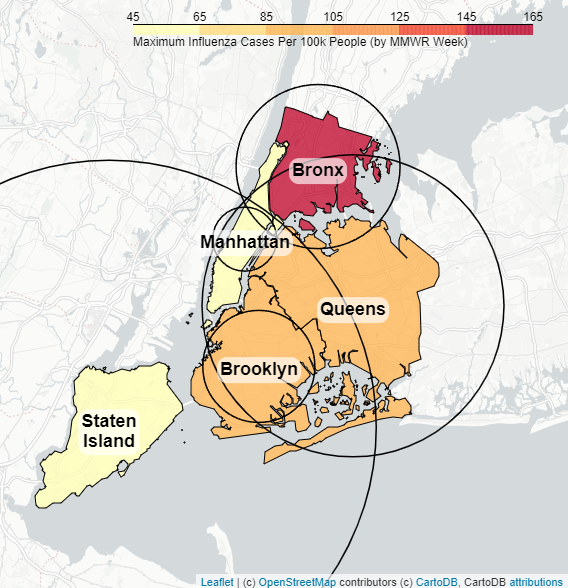 45 65 85 105 125 145 165
Maximum Influenza Cases Per 100k People (by MMWR Week)
Bronx
Manhattan
Queens
Brooklyn
Staten
Island
Leaflet | (c) OpenStreetMap contributors (c) CartoDB, CartoDB attributions